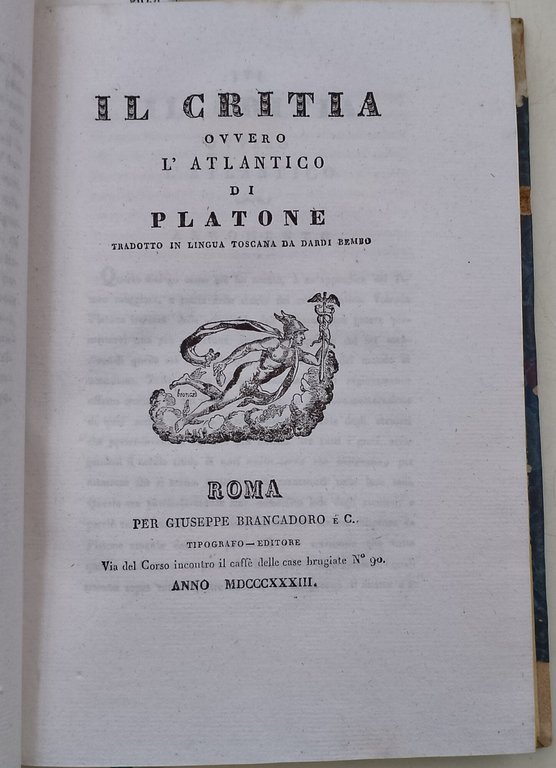 IL CRITIA
OVVERO
L' ATLANTICO
DI
PLATONE
TRADOTTO IN LINGUA TOSCANA DA DARDI BEMBO
ROMA
PER GIUSEPPE BRANCADORO E C..
TIPOGRAFO—EDITORE
Via del Corso incontro il caffè delle case brugiate N° 90.
ANNO MDCCCXXXIII.